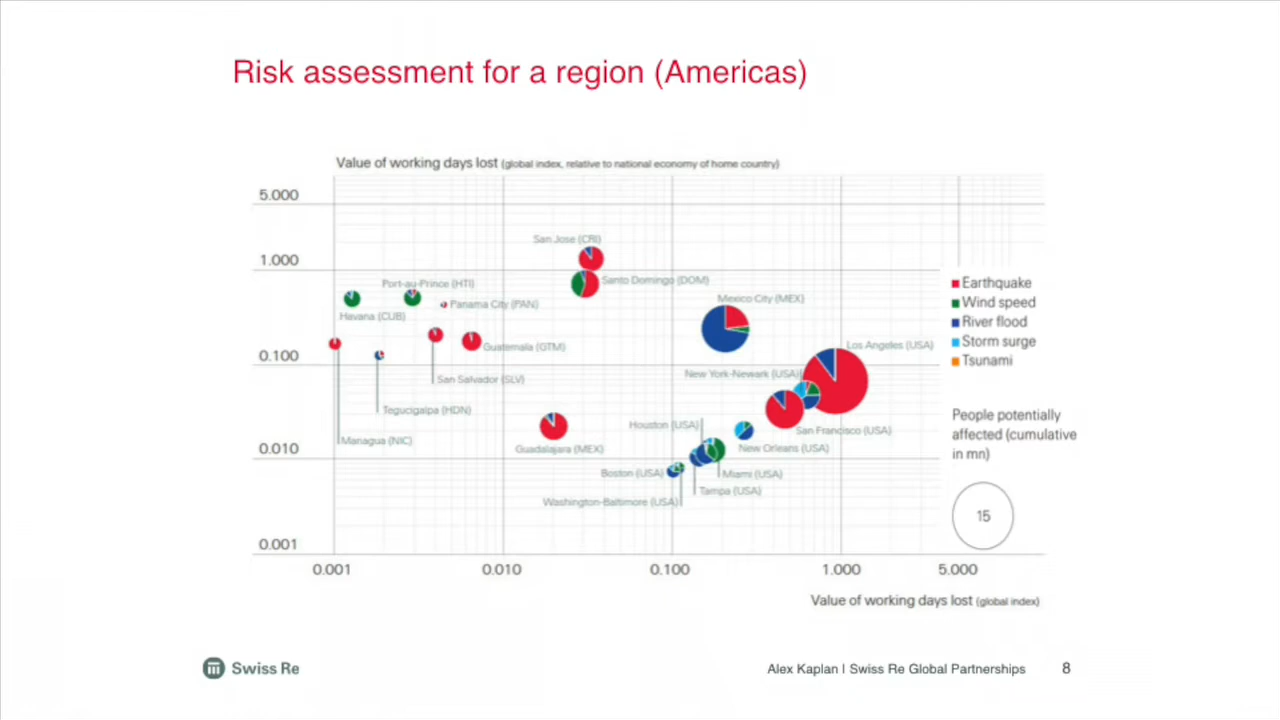 Risk assessment for a region (Americas)
Value of working days lost (global index, relative to national economy of home country)
5.000
1.000
0.100
0.010
0.001
San Jose (CRI)
Santo Domingo (DOM)
Port-au-Prince (HTI)
Panama City (PAN)
Havana (CUB)
Mexico City (MEX)
Los Angeles (USA)
Guatemala (GTM)
San Salvador (SLV)
New York-Newark (USA)
Tegucigalpa (HDN)
Managua (NIC)
Guadalajara (MEX)
Houston (USA)
San Francisco (USA)
New Orleans (USA)
Boston (USA)
Miami (USA)
Tampa (USA)
Washington-Baltimore (USA)
Earthquake
Wind speed
River flood
Storm surge
Tsunami
People potentially
affected (cumulative
in mn)
15
0.001 0.010 0.100 1.000 5.000
Value of working days lost (global index)
Swiss Re
Alex Kaplan | Swiss Re Global Partnerships 8